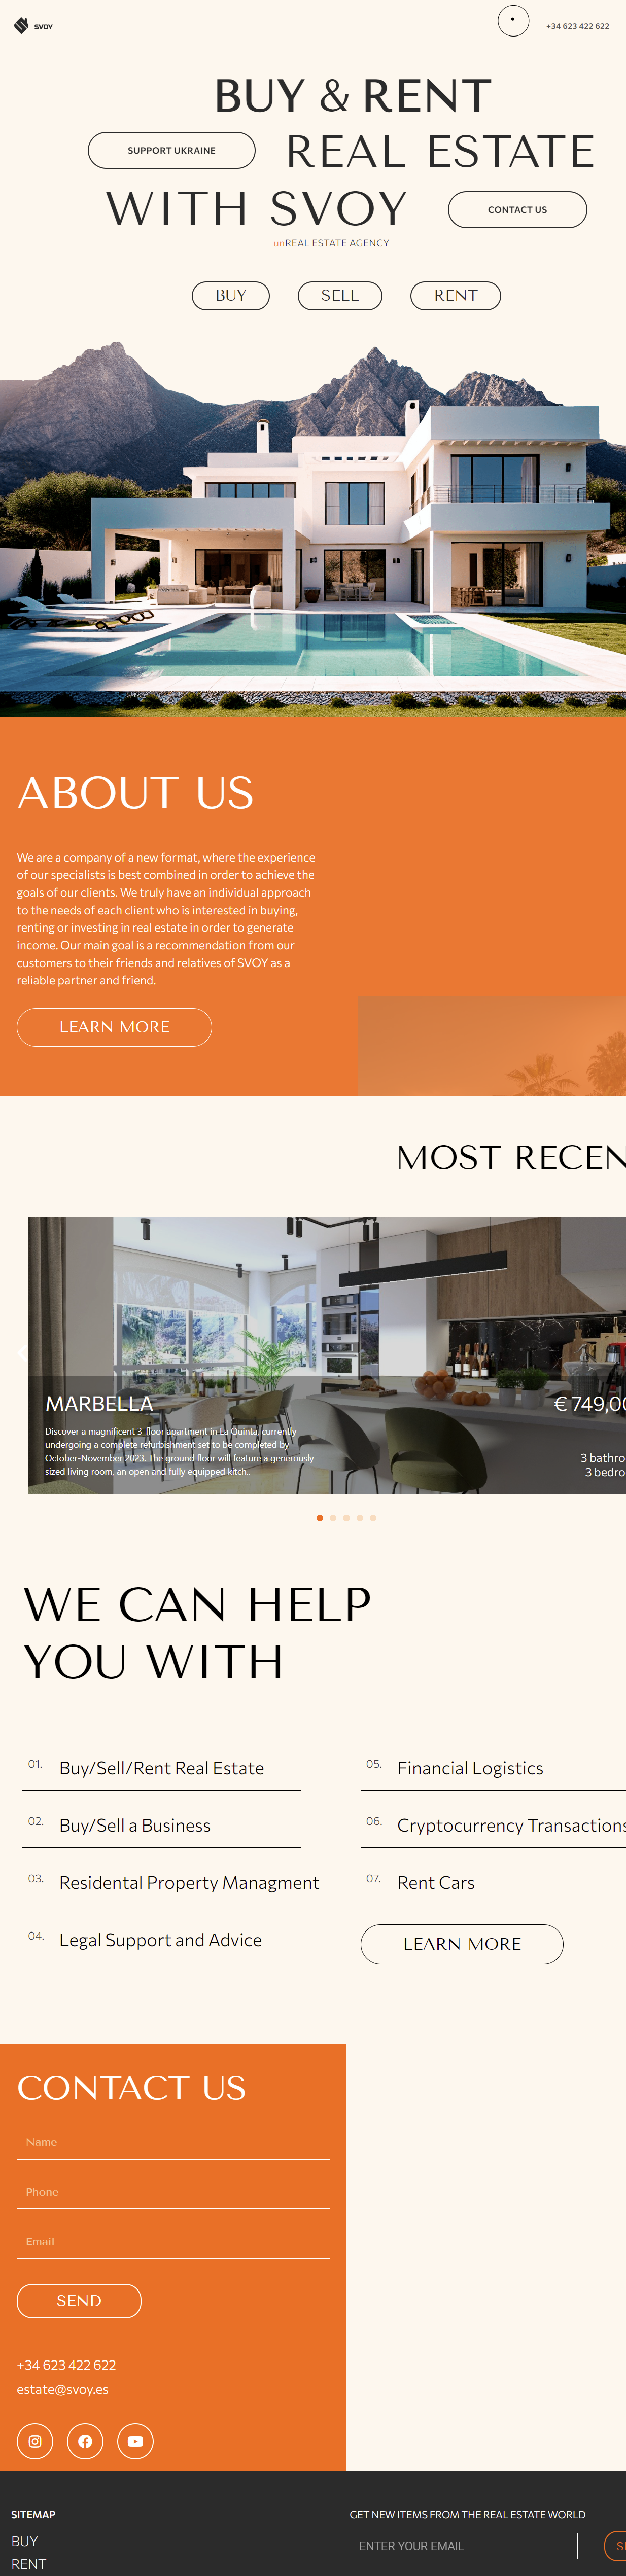 SVOY
+34 623 422 622
BUY & RENT
SUPPORT UKRAINE
REAL ESTATE
WITH SVOY
CONTACT US
unREAL ESTATE AGENCY
BUY
SELL
RENT
ABOUT US
We are a company of a new format, where the experience
of our specialists is best combined in order to achieve the
goals of our clients. We truly have an individual approach
to the needs of each client who is interested in buying,
renting or investing in real estate in order to generate
income. Our main goal is a recommendation from our
customers to their friends and relatives of SVOY as a
reliable partner and friend.
LEARN MORE
MOST RECEN
MARBELLA
€ 749,00
Discover a magnificent 3-floor apartment in La Quinta, currently
undergoing a complete refurbishment set to be completed by
October-November 2023. The ground floor will feature a generously
sized living room, an open and fully equipped kitch..
3 bathro
3 bedro
WE CAN HELP
YOU WITH
01. Buy/Sell/Rent Real Estate
02. Buy/Sell a Business
03. Residential Property Managment
04. Legal Support and Advice
05. Financial Logistics
06. Cryptocurrency Transactions
07. Rent Cars
LEARN MORE
CONTACT US
Name
Phone
Email
SEND
+34 623 422 622
estate@svoy.es
SITEMAP
BUY
RENT
GET NEW ITEMS FROM THE REAL ESTATE WORLD
ENTER YOUR EMAIL